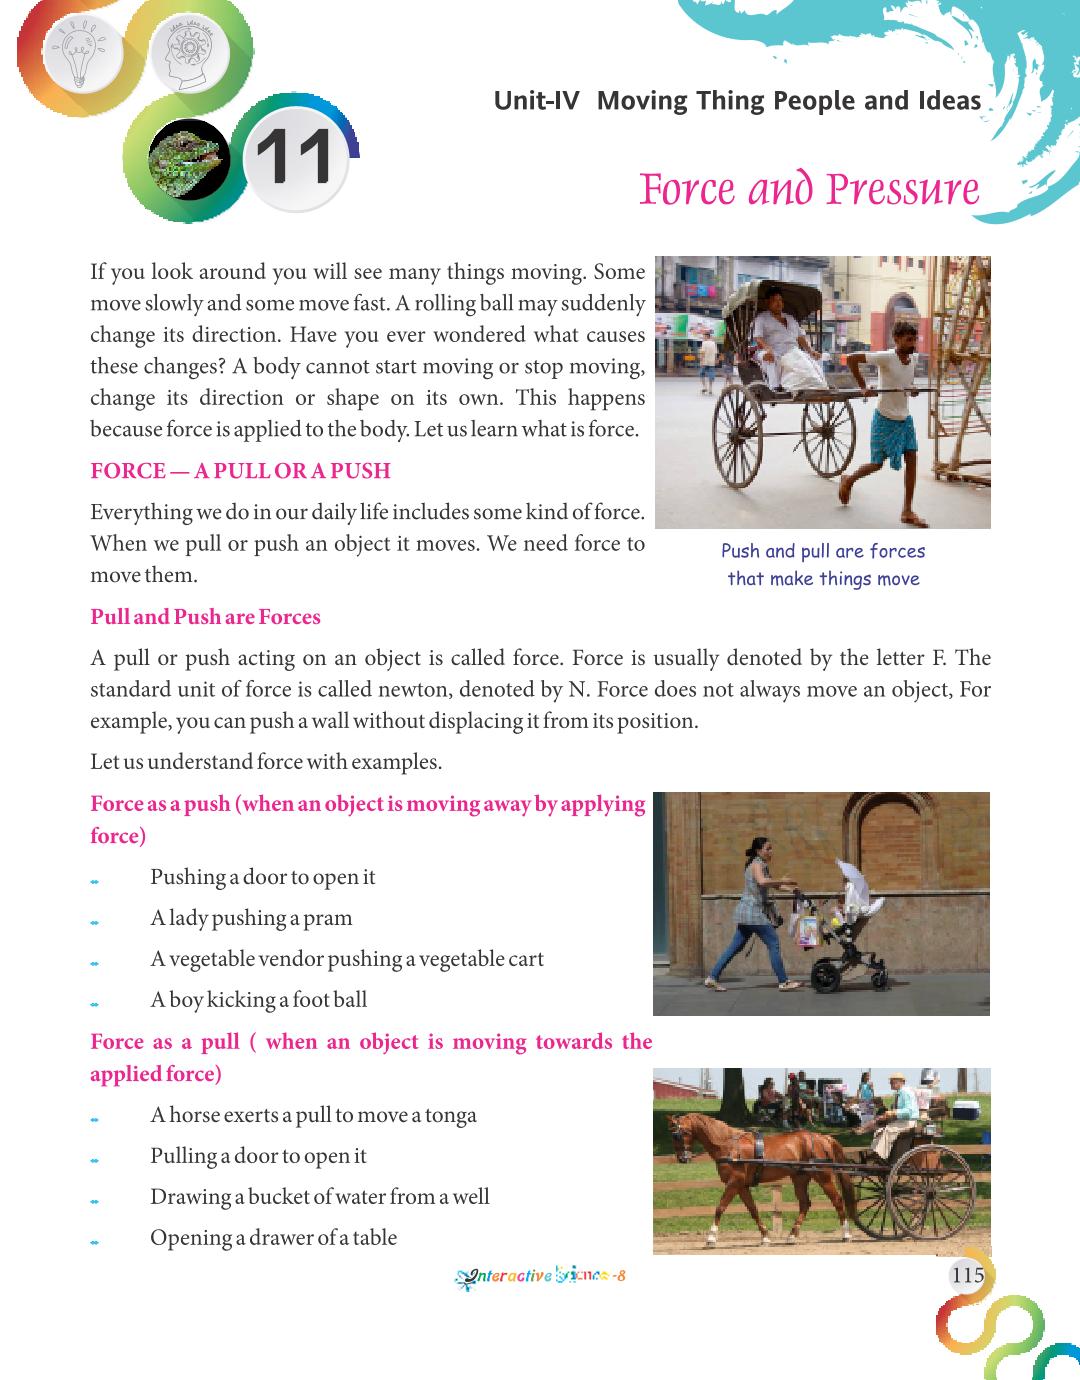 Unit-IV Moving Thing People and Ideas
11
Force and Pressure
If you look around you will see many things moving. Some
move slowly and some move fast. A rolling ball may suddenly
change its direction. Have you ever wondered what causes
these changes? A body cannot start moving or stop moving,
change its direction or shape on its own. This happens
because force is applied to the body. Let us learn what is force.
FORCE — A PULL OR A PUSH
Everything we do in our daily life includes some kind of force.
When we pull or push an object it moves. We need force to
move them.
Push and pull are forces
that make things move
Pull and Push are Forces
A pull or push acting on an object is called force. Force is usually denoted by the letter F. The
standard unit of force is called newton, denoted by N. Force does not always move an object, For
example, you can push a wall without displacing it from its position.
Let us understand force with examples.
Force as a push (when an object is moving away by applying
force)
Pushing a door to open it
A lady pushing a pram
A vegetable vendor pushing a vegetable cart
A boy kicking a foot ball
Force as a pull ( when an object is moving towards the
applied force)
A horse exerts a pull to move a tonga
Pulling a door to open it
Drawing a bucket of water from a well
Opening a drawer of a table
Interactive Science-8
115